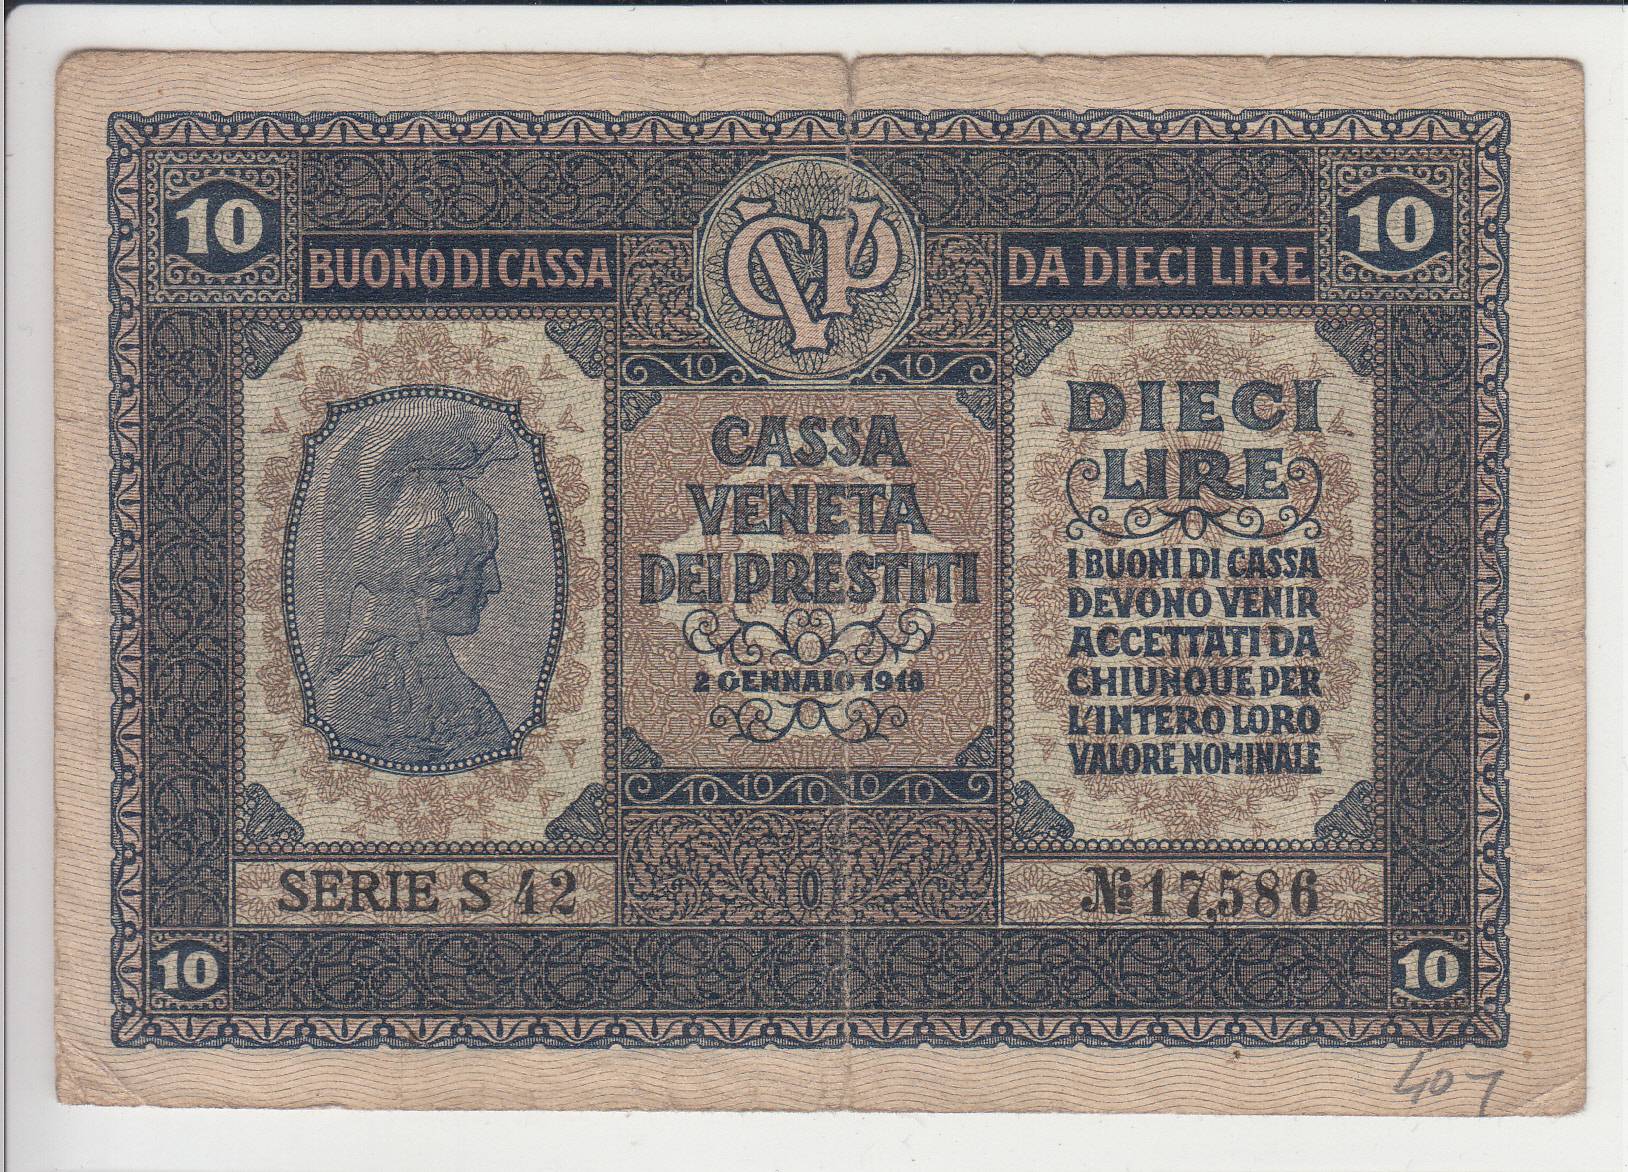 10
10
BUONO DI CASSA
CVP
DA DIECI LIRE
10 10
CASSA
VENETA
DEI PRESTITI
2 GENNAIO 1918
DIECI
LIRE
I BUONI DI CASSA
DEVONO VENIR
ACCETTATI DA
CHIUNQUE PER
L'INTERO LORO
VALORE NOMINALE
10 10 10 10 10
SERIE S 42
№ 17,586
10
10